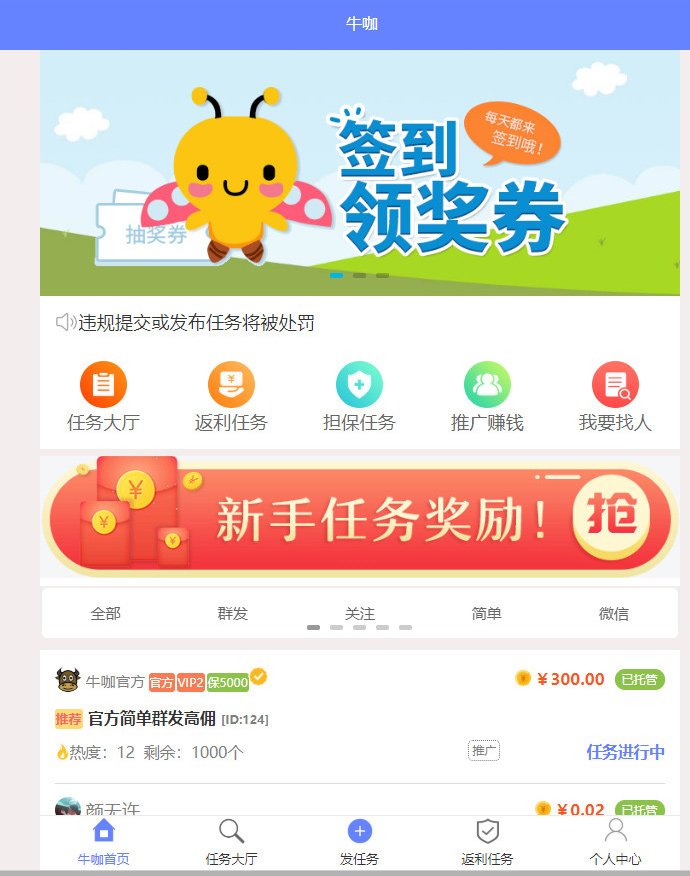 牛咖
每天都来
签到哦!
签到
领奖券
抽奖券
违规提交或发布任务将被处罚
任务大厅 返利任务 担保任务 推广赚钱 我要找人
新手任务奖励! 抢
全部 群发 关注 简单 微信
牛咖官方 官方 VIP2 保5000 ¥300.00 已托管
推荐 官方简单群发高佣 [ID:124]
热度: 12 剩余: 1000个 推广 任务进行中
颜无许 ¥0.02 已托管
牛咖首页 任务大厅 发任务 返利任务 个人中心